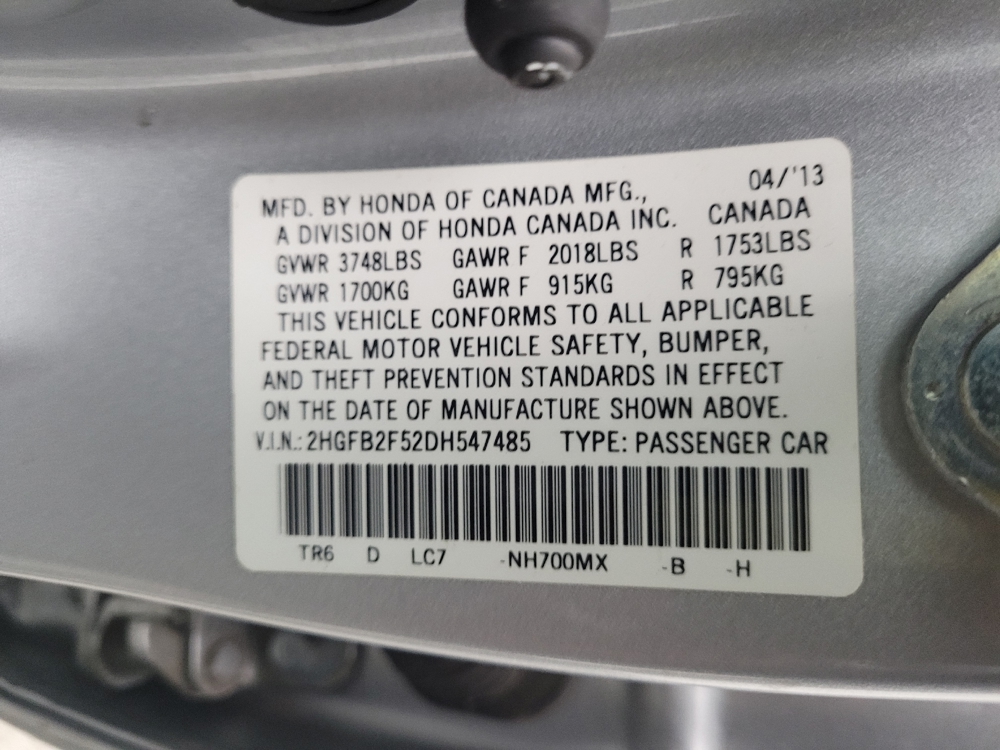 04/'13
MFD. BY HONDA OF CANADA MFG.,
A DIVISION OF HONDA CANADA INC. CANADA
GVWR 3748LBS GAWR F 2018LBS R 1753LBS
GVWR 1700KG GAWR F 915KG R 795KG
THIS VEHICLE CONFORMS TO ALL APPLICABLE
FEDERAL MOTOR VEHICLE SAFETY, BUMPER,
AND THEFT PREVENTION STANDARDS IN EFFECT
ON THE DATE OF MANUFACTURE SHOWN ABOVE.
V.I.N.: 2HGFB2F52DH547485 TYPE: PASSENGER CAR
TR6 D LC7 -NH700MX -B -H